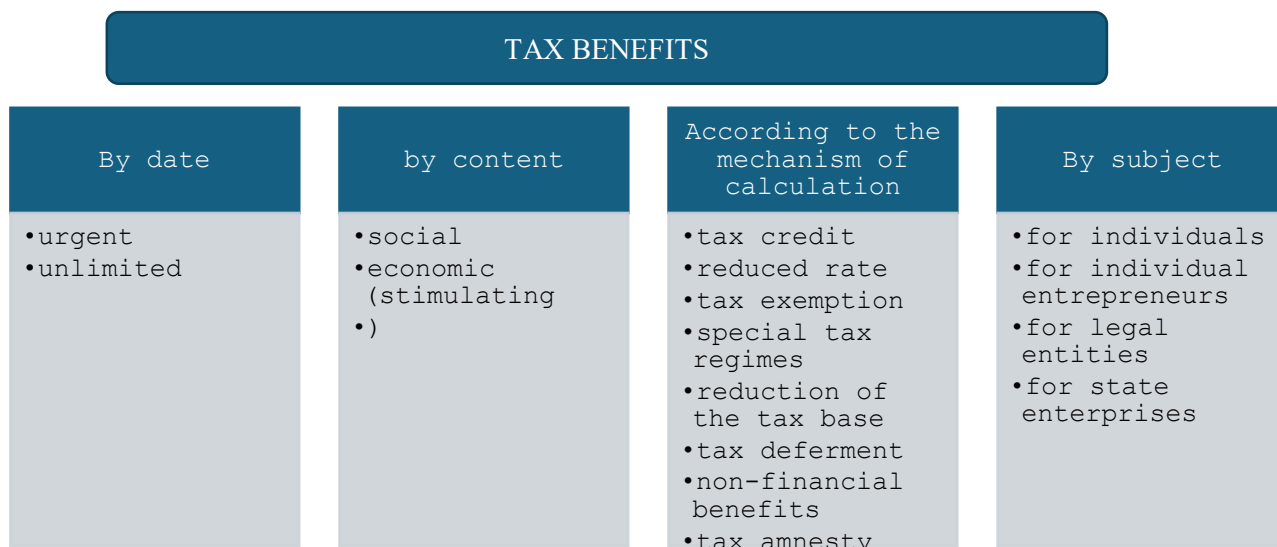 TAX BENEFITS
By date
•urgent
•unlimited
by content
•social
•economic
(stimulating
•)
According to the
mechanism of
calculation
•tax credit
•reduced rate
•tax exemption
•special tax
regimes
•reduction of
the tax base
•tax deferment
•non-financial
benefits
•tax amnesty
By subject
•for individuals
•for individual
entrepreneurs
•for legal
entities
•for state
enterprises